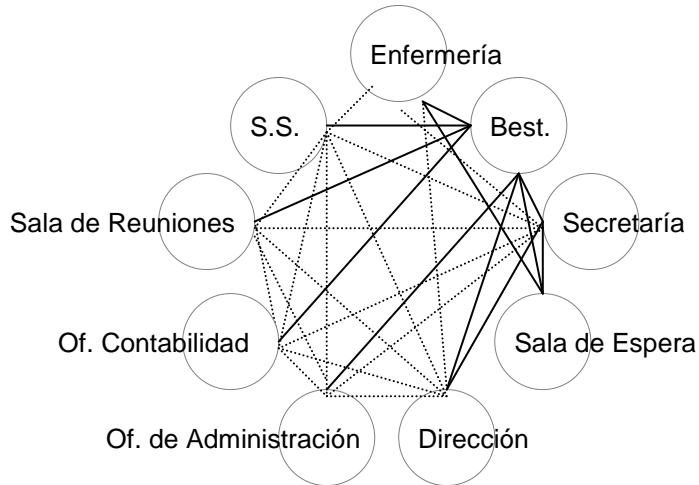 Enfermería
S.S.
Best.
Sala de Reuniones
Secretaría
Of. Contabilidad
Sala de Espera
Of. de Administración
Dirección